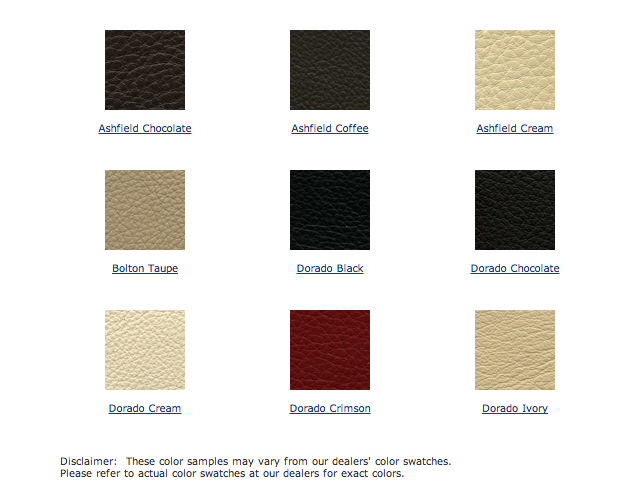 Ashfield Chocolate Ashfield Coffee Ashfield Cream
Bolton Taupe Dorado Black Dorado Chocolate
Dorado Cream Dorado Crimson Dorado Ivory
Disclaimer: These color samples may vary from our dealers' color swatches.
Please refer to actual color swatches at our dealers for exact colors.